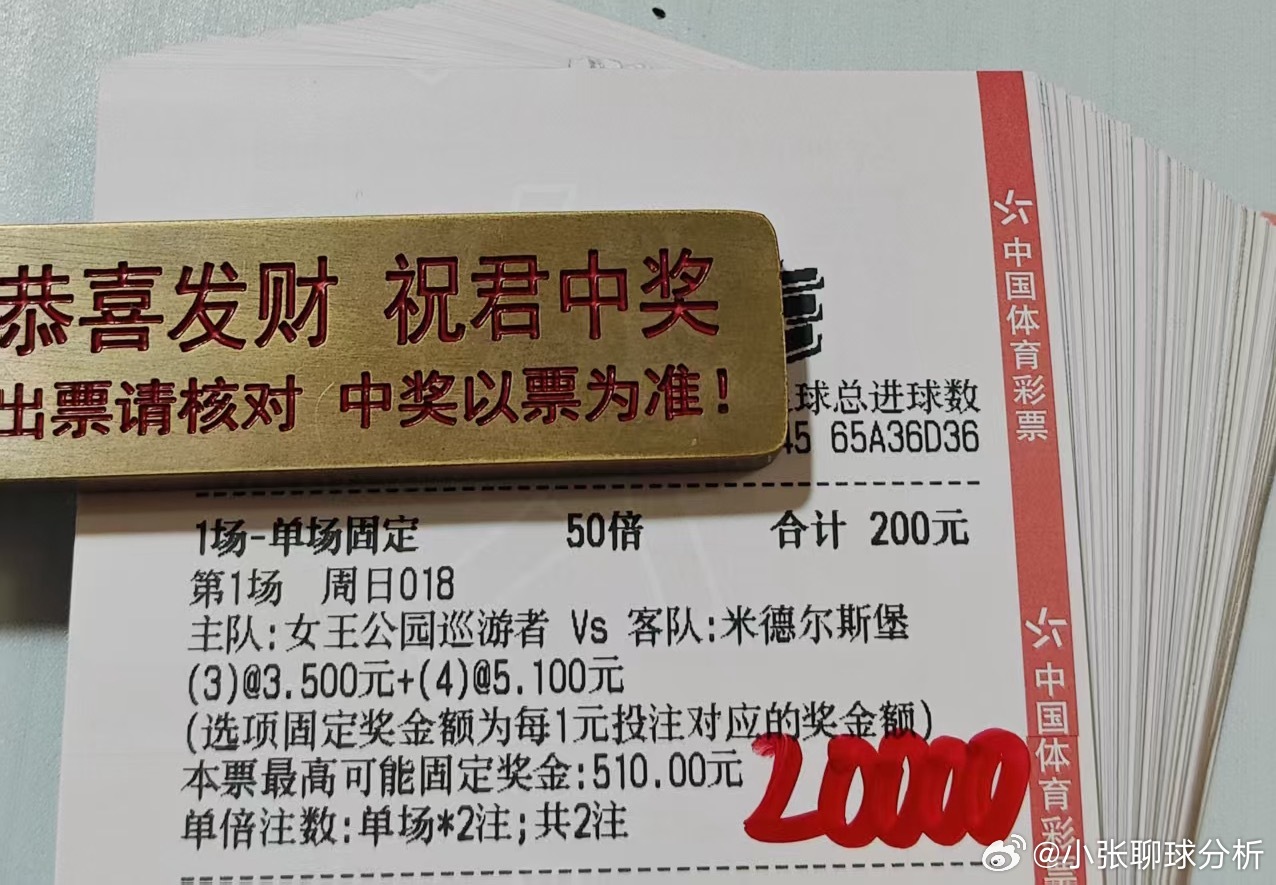 恭喜发财 祝君中奖
出票请核对 中奖以票为准!
球总进球数
45 65A36D36
1场-单场固定 50倍 合计 200元
第1场 周日018
主队:女王公园巡游者 Vs 客队:米德尔斯堡
(3)@3.500元+(4)@5.100元
(选项固定奖金额为每1元投注对应的奖金额)
本票最高可能固定奖金:510.00元
单倍注数:单场*2注;共2注
20000
中国体育彩票
中国体育彩票
@小张聊球分析